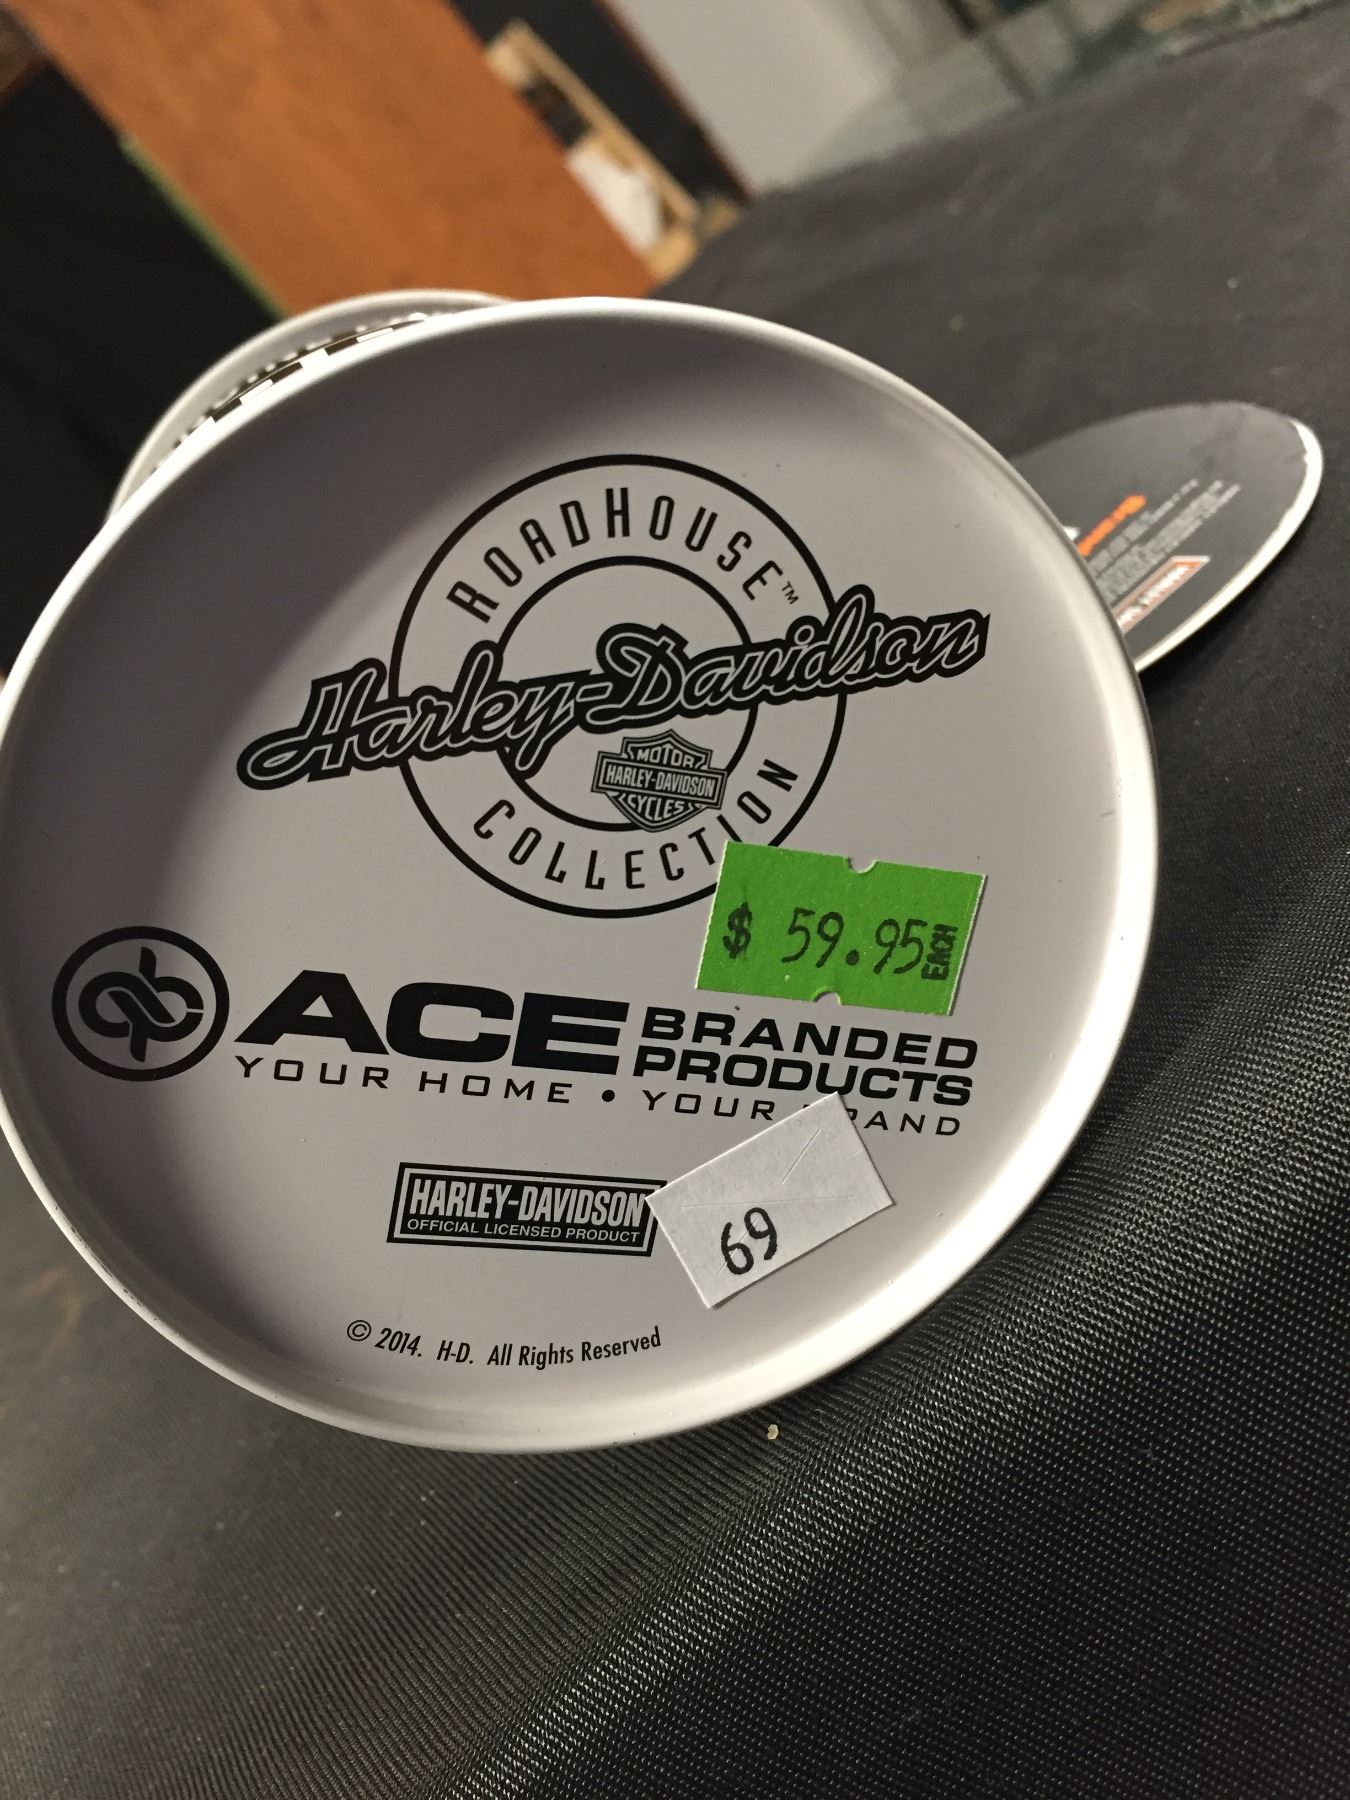 ROADHOUSE™
Harley-Davidson
MOTOR
HARLEY-DAVIDSON
CYCLES
COLLECTION
$ 59.95 EACH
ACE BRANDED
PRODUCTS
YOUR HOME • YOUR RAND
69
HARLEY-DAVIDSON
OFFICIAL LICENSED PRODUCT
© 2014. H-D. All Rights Reserved